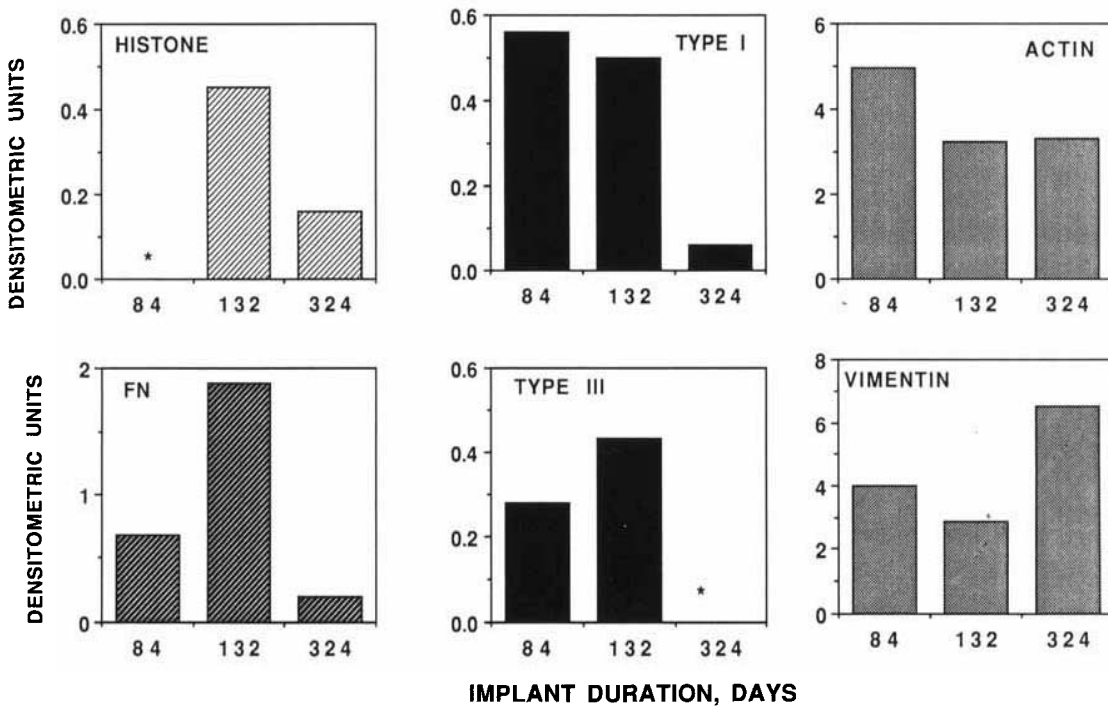 DENSITOMETRIC UNITS
HISTONE
0.6
0.4
0.2
0.0
*
84 132 324
TYPE I
0.6
0.4
0.2
0.0
84 132 324
ACTIN
6
4
2
0
84 132 324
DENSITOMETRIC UNITS
FN
2
1
0
84 132 324
TYPE III
0.6
0.4
0.2
0.0
*
84 132 324
VIMENTIN
8
6
4
2
0
84 132 324
IMPLANT DURATION, DAYS